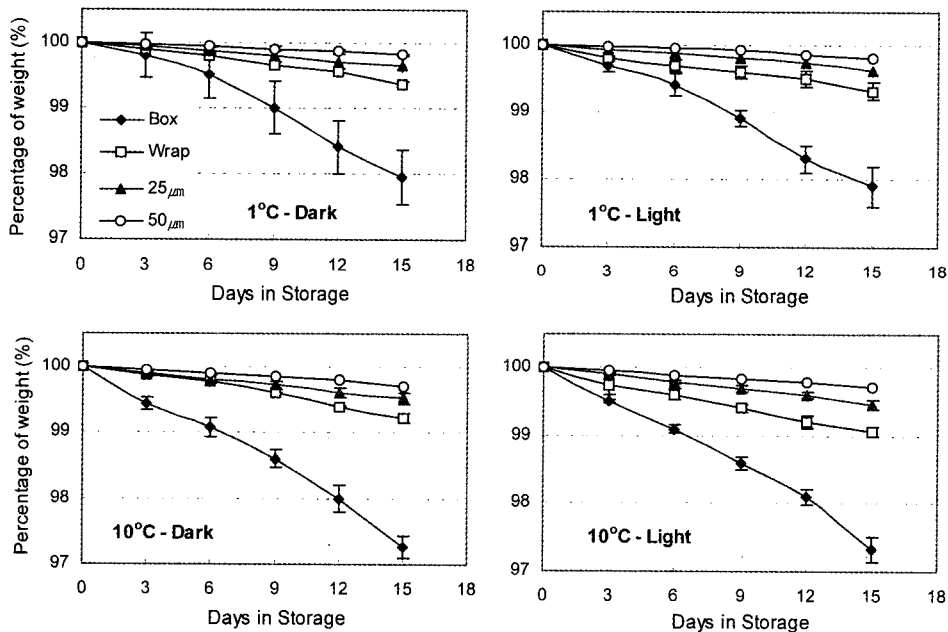 Percentage of weight (%)
100
99
98
97
Box
Wrap
25㎛
50㎛
1°C - Dark
0 3 6 9 12 15 18
Days in Storage
100
99
98
97
1°C - Light
0 3 6 9 12 15 18
Days in Storage
Percentage of weight (%)
100
99
98
97
10°C - Dark
0 3 6 9 12 15 18
Days in Storage
100
99
98
97
10°C - Light
0 3 6 9 12 15 18
Days in Storage